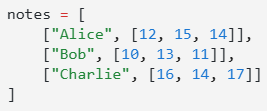 notes = [
    ["Alice", [12, 15, 14]],
    ["Bob", [10, 13, 11]],
    ["Charlie", [16, 14, 17]]
]